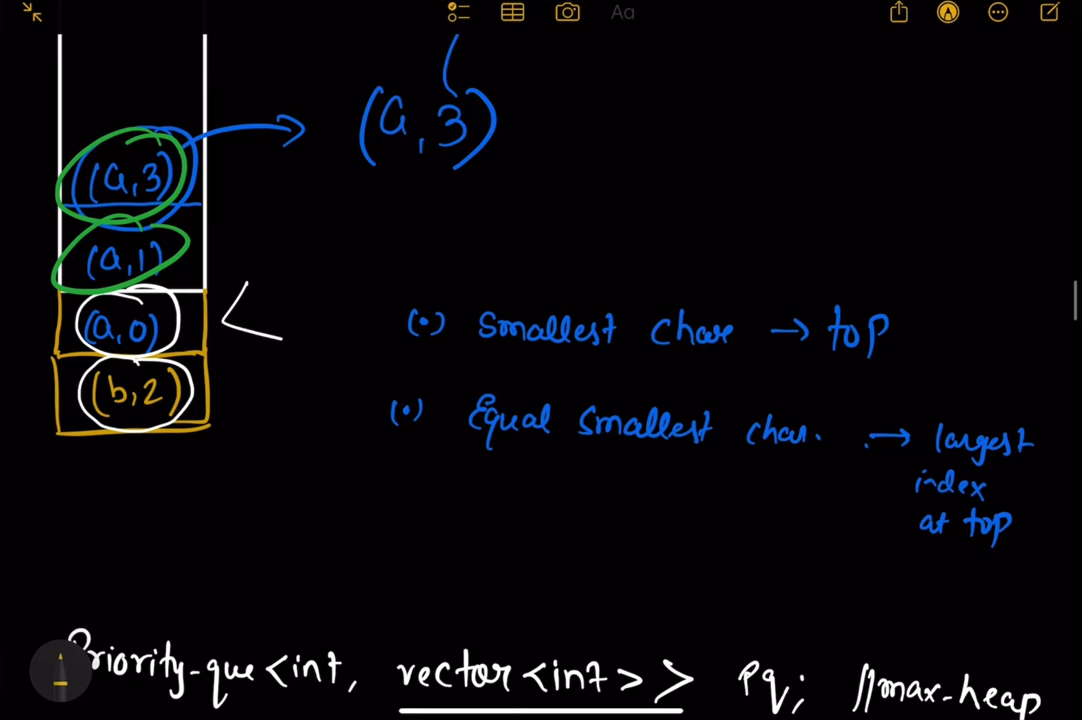 Aa
(a,3)
(a,3)
(a,1)
(a,0)
(b,2)
(•) Smallest char → top
(•) Equal Smallest char. → largest
index
at top
Priority-que <int, vector <int> > pq; //max-heap